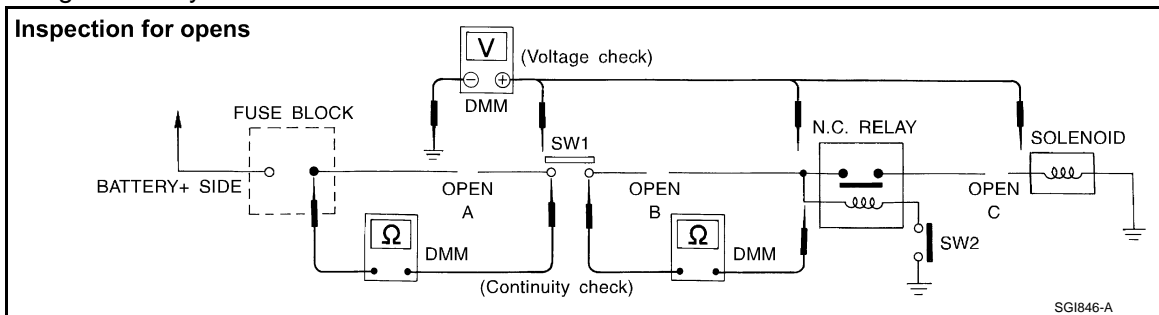 Inspection for opens
V
(Voltage check)
DMM
FUSE BLOCK
SW1
N.C. RELAY
SOLENOID
BATTERY+ SIDE
OPEN
A
OPEN
B
OPEN
C
Ω
DMM
Ω
DMM
SW2
(Continuity check)
SGI846-A